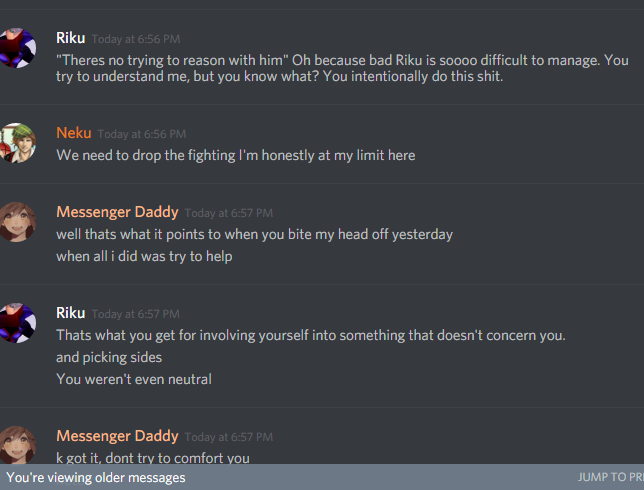 Riku Today at 6:56 PM
"Theres no trying to reason with him" Oh because bad Riku is soooo difficult to manage. You
try to understand me, but you know what? You intentionally do this shit.
Neku Today at 6:56 PM
We need to drop the fighting I'm honestly at my limit here
Messenger Daddy Today at 6:57 PM
well thats what it points to when you bite my head off yesterday
when all i did was try to help
Riku Today at 6:57 PM
Thats what you get for involving yourself into something that doesn't concern you.
and picking sides
You weren't even neutral
Messenger Daddy Today at 6:57 PM
k got it, dont try to comfort you
You're viewing older messages JUMP TO PR